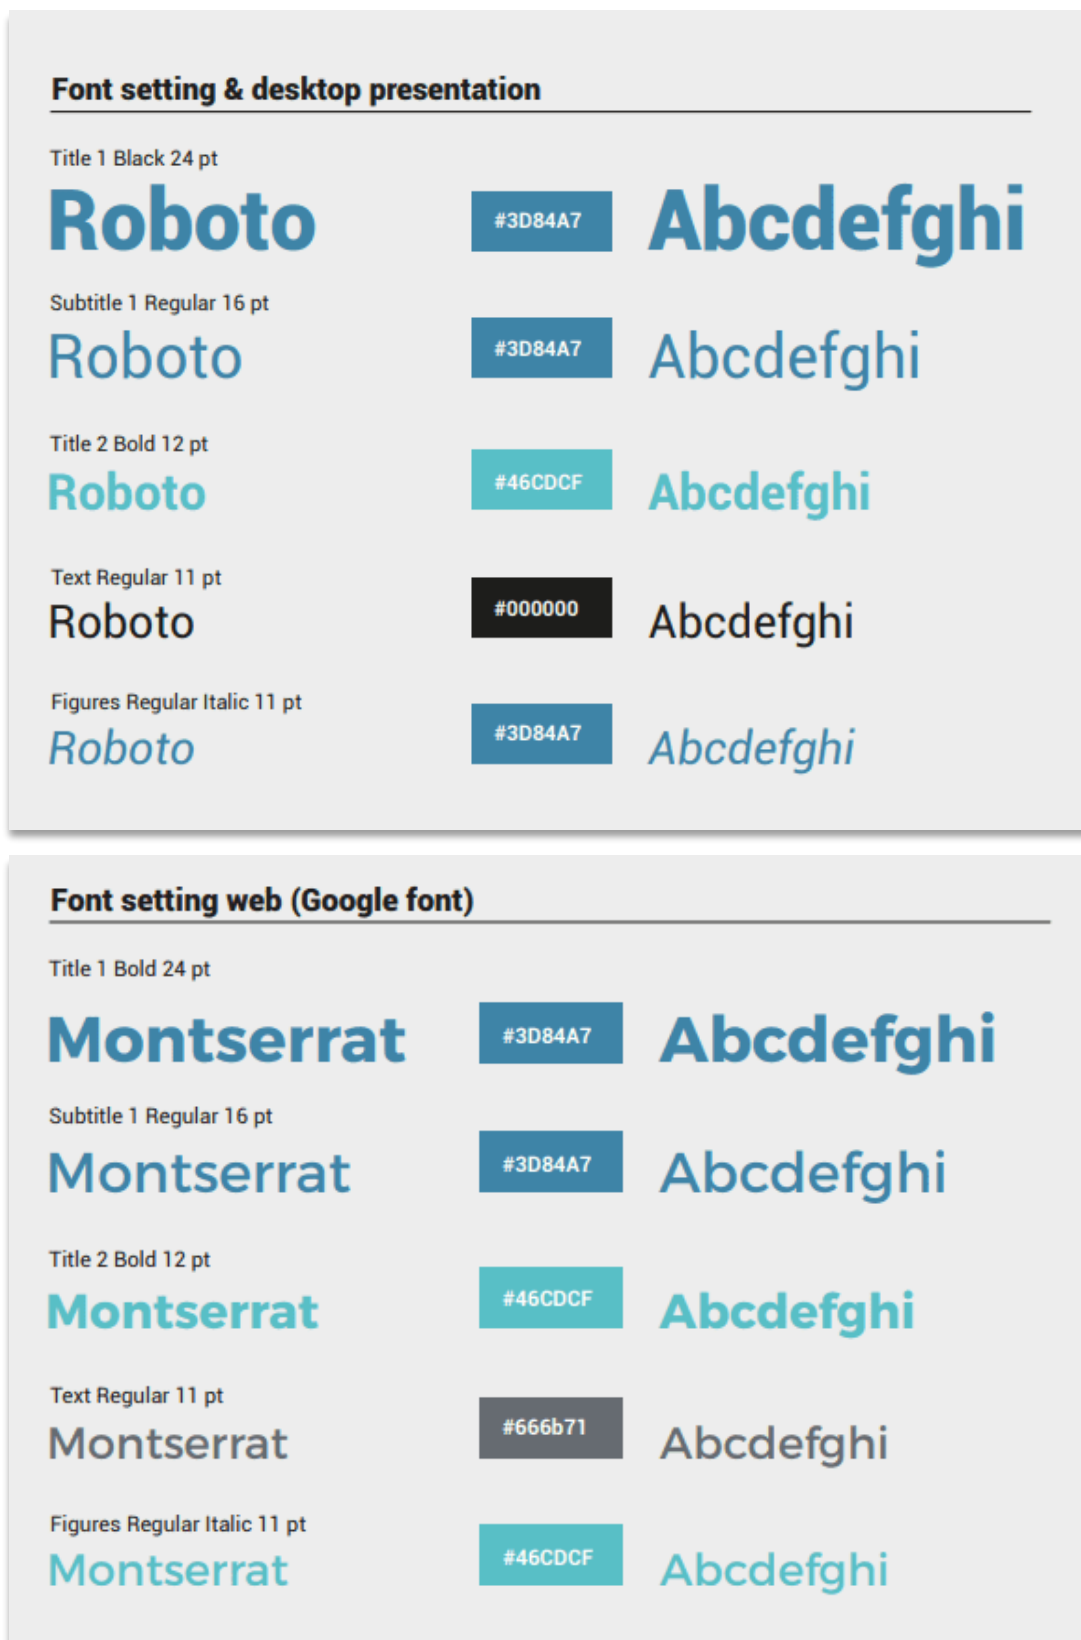 Font setting & desktop presentation
Title 1 Black 24 pt
Roboto #3D84A7 Abcdefghi
Subtitle 1 Regular 16 pt
Roboto #3D84A7 Abcdefghi
Title 2 Bold 12 pt
Roboto #46CDCF Abcdefghi
Text Regular 11 pt
Roboto #000000 Abcdefghi
Figures Regular Italic 11 pt
Roboto #3D84A7 Abcdefghi
Font setting web (Google font)
Title 1 Bold 24 pt
Montserrat #3D84A7 Abcdefghi
Subtitle 1 Regular 16 pt
Montserrat #3D84A7 Abcdefghi
Title 2 Bold 12 pt
Montserrat #46CDCF Abcdefghi
Text Regular 11 pt
Montserrat #666b71 Abcdefghi
Figures Regular Italic 11 pt
Montserrat #46CDCF Abcdefghi